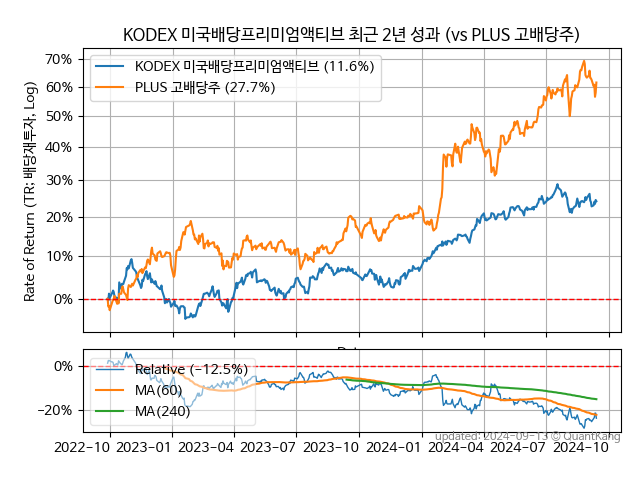 KODEX 미국배당프리미엄액티브 최근 2년 성과 (vs PLUS 고배당주)
70%
60%
50%
40%
30%
20%
10%
0%
Rate of Return (TR: 배당재투자, Log)
KODEX 미국배당프리미엄액티브 (11.6%)
PLUS 고배당주 (27.7%)
0%
−20%
Relative (−12.5%)
MA(60)
MA(240)
updated: 2024-09-13 © QuantKang
2022-10 2023-01 2023-04 2023-07 2023-10 2024-01 2024-04 2024-07 2024-10